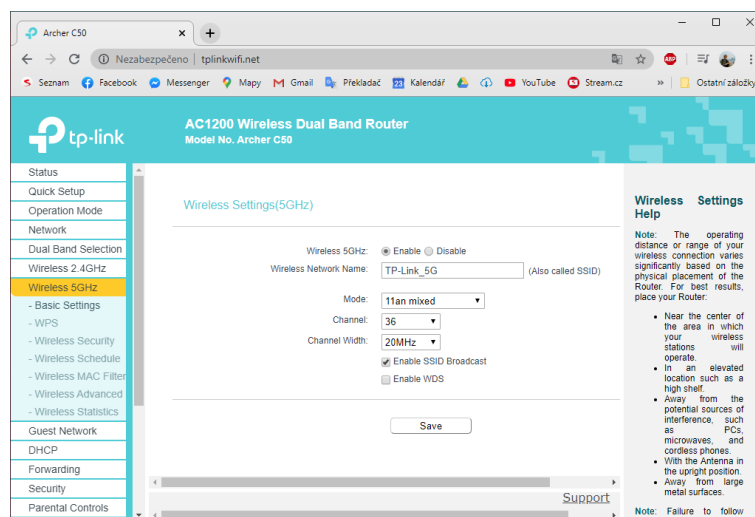 Archer C50
Nezabezpečeno | tplinkwifi.net
Seznam Facebook Messenger Mapy Gmail Překladač 23 Kalendář YouTube Stream.cz » Ostatní záložky
tp-link
AC1200 Wireless Dual Band Router
Model No. Archer C50
Status
Quick Setup
Operation Mode
Network
Dual Band Selection
Wireless 2.4GHz
Wireless 5GHz
- Basic Settings
- WPS
- Wireless Security
- Wireless Schedule
- Wireless MAC Filter
- Wireless Advanced
- Wireless Statistics
Guest Network
DHCP
Forwarding
Security
Parental Controls
Wireless Settings(5GHz)
Wireless 5GHz: Enable Disable
Wireless Network Name: TP-Link_5G (Also called SSID)
Mode: 11an mixed
Channel: 36
Channel Width: 20MHz
Enable SSID Broadcast
Enable WDS
Save
Support
Wireless Settings
Help
Note: The operating
distance or range of your
wireless connection varies
significantly based on the
physical placement of the
Router. For best results,
place your Router:
• Near the center of
the area in which
your wireless
stations will
operate.
• In an elevated
location such as a
high shelf.
• Away from the
potential sources of
interference, such
as PCs,
microwaves, and
cordless phones.
• With the Antenna in
the upright position.
• Away from large
metal surfaces.
Note: Failure to follow